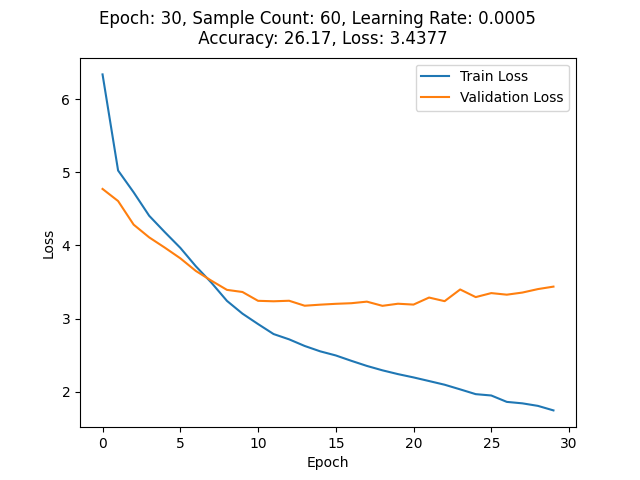 Epoch: 30, Sample Count: 60, Learning Rate: 0.0005
Accuracy: 26.17, Loss: 3.4377
Train Loss
Validation Loss
6
5
4
3
2
Loss
0 5 10 15 20 25 30
Epoch